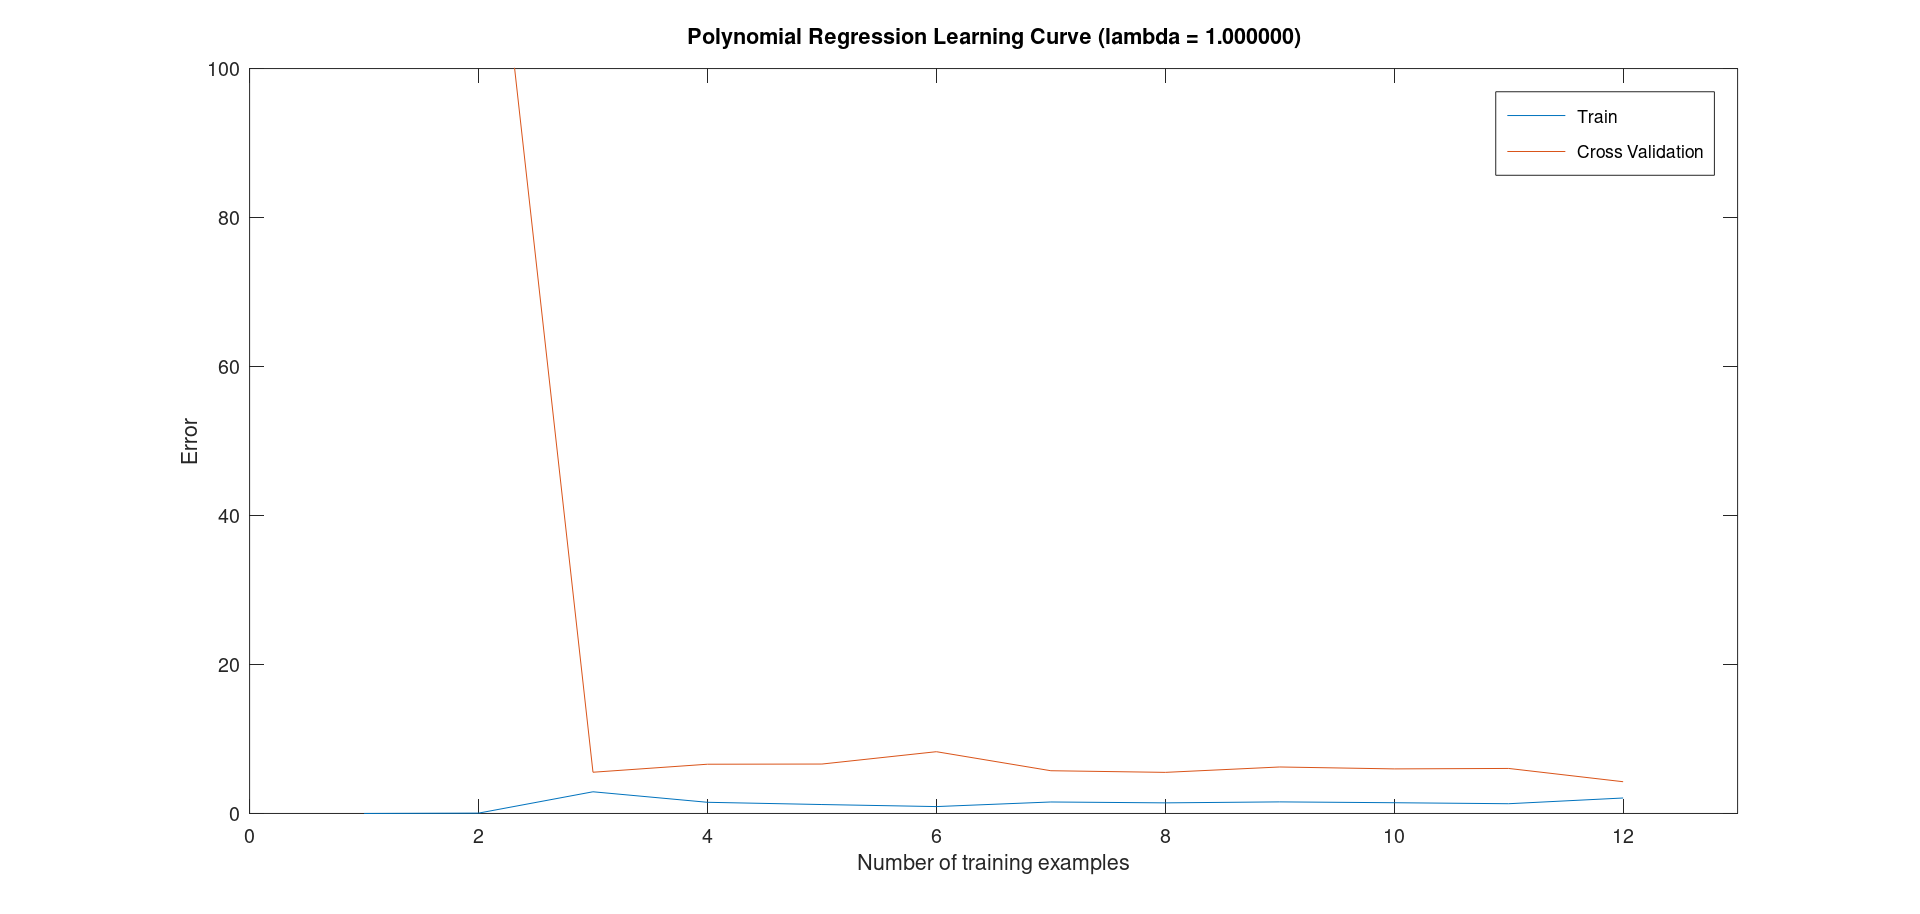 Polynomial Regression Learning Curve (lambda = 1.000000)
100
80
60
40
20
0
Error
Train
Cross Validation
0 2 4 6 8 10 12
Number of training examples